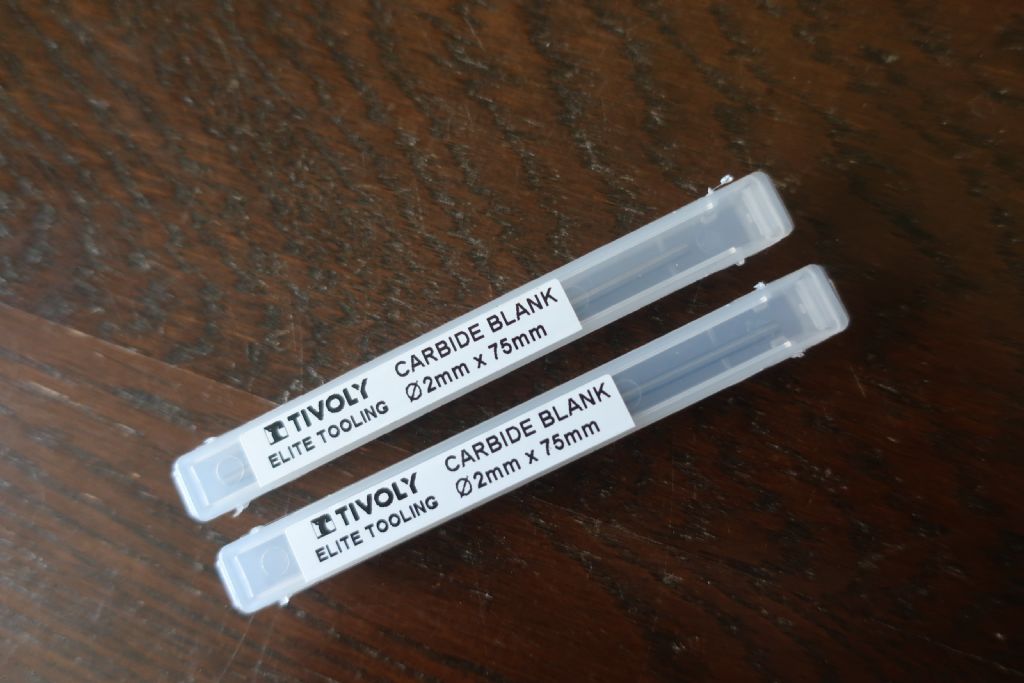 TIVOLY
ELITE TOOLING
CARBIDE BLANK
Ø2mm x 75mm
TIVOLY
ELITE TOOLING
CARBIDE BLANK
Ø2mm x 75mm